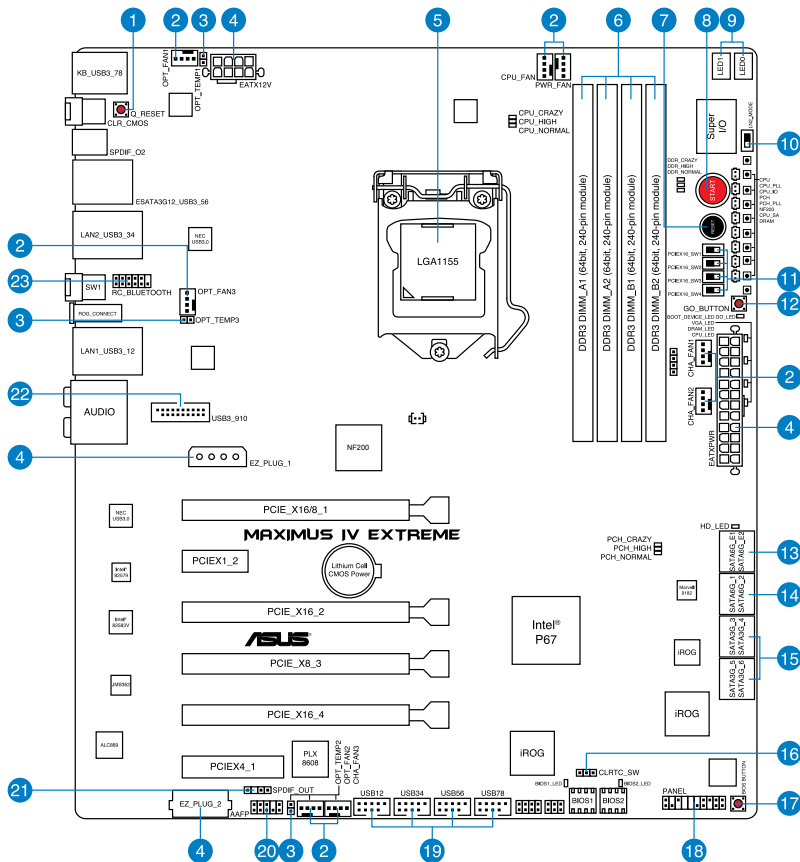 1
2
3
4
5
2
6
7
8
9
KB_USB3_78
OPT_FAN1
OPT_TEMP1
EATX12V
CPU_FAN
PWR_FAN
LED1
LED0
Q_RESET
CLR_CMOS
CPU_CRAZY
CPU_HIGH
CPU_NORMAL
Super
I/O
LN2_MODE
10
SPDIF_O2
DDR_CRAZY
DDR_HIGH
DDR_NORMAL
ESATA3G12_USB3_56
START
CPU
CPU_PLL
CPU_IO
PCH
PCH_PLL
NF200
CPU_SA
DRAM
RESET
LAN2_USB3_34
NEC
USB3.0
2
LGA1155
DDR3 DIMM_A1 (64bit, 240-pin module)
DDR3 DIMM_A2 (64bit, 240-pin module)
DDR3 DIMM_B1 (64bit, 240-pin module)
DDR3 DIMM_B2 (64bit, 240-pin module)
PCIEX16_SW1
PCIEX16_SW2
PCIEX16_SW3
PCIEX16_SW4
11
23
SW1
RC_BLUETOOTH
OPT_FAN3
12
GO_BUTTON
ROG_CONNECT
3
OPT_TEMP3
BOOT_DEVICE_LED
GO_LED
VGA_LED
DRAM_LED
CPU_LED
LAN1_USB3_12
CHA_FAN1
2
22
AUDIO
USB3_910
CHA_FAN2
EATXPWR
4
4
EZ_PLUG_1
NF200
NEC
USB3.0
PCIE_X16/8_1
MAXIMUS IV EXTREME
HD_LED
PCH_CRAZY
PCH_HIGH
PCH_NORMAL
SATA6G_E1
SATA6G_E2
13
PCIEX1_2
Lithium Cell
CMOS Power
Intel®
82579
Marvell
9182
SATA6G_1
SATA6G_2
14
PCIE_X16_2
Intel®
82583V
Intel®
P67
SATA3G_3
SATA3G_4
15
ASUS
iROG
PCIE_X8_3
SATA3G_5
SATA3G_6
JMB362
PCIE_X16_4
iROG
ALC889
iROG
PCIEX4_1
PLX
8608
OPT_TEMP2
OPT_FAN2
CHA_FAN3
16
CLRTC_SW
BIOS1_LED
BIOS2_LED
BIOS BUTTON
21
SPDIF_OUT
EZ_PLUG_2
AAFP
USB12
USB34
USB56
USB78
BIOS1
BIOS2
PANEL
17
4
20
3
2
19
18